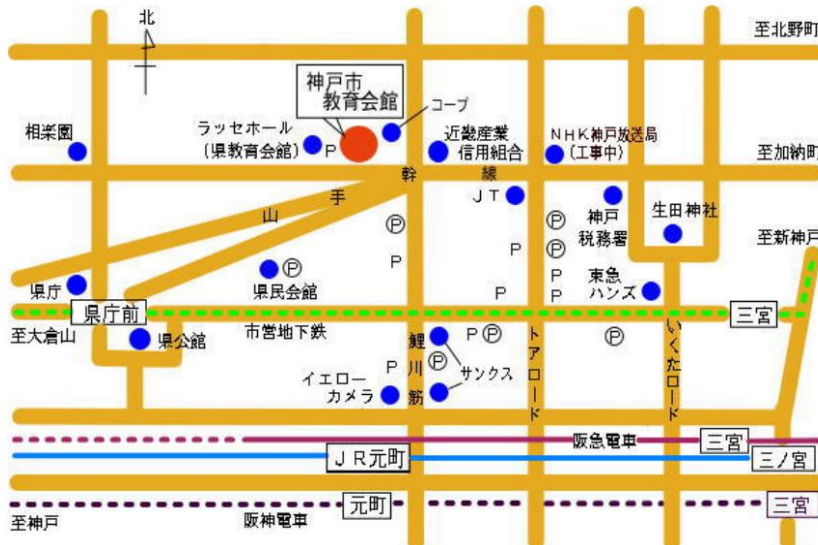 北
至北野町
神戸市
教育会館
コープ
相楽園
ラッセホール
(県教育会館)
P
近畿産業
信用組合
NHK神戸放送局
(工事中)
至加納町
山手幹線
JT
神戸
税務署
生田神社
P
P
P
P
P
P
P
P
至新神戸
県庁
県民会館
P
東急
ハンズ
県庁前
三宮
至大倉山
県公館
市営地下鉄
鯉川筋
P
P
P
トアロード
いくたロード
イエロー
カメラ
P
P
サンクス
阪急電車
三宮
JR元町
三ノ宮
元町
三宮
至神戸
阪神電車